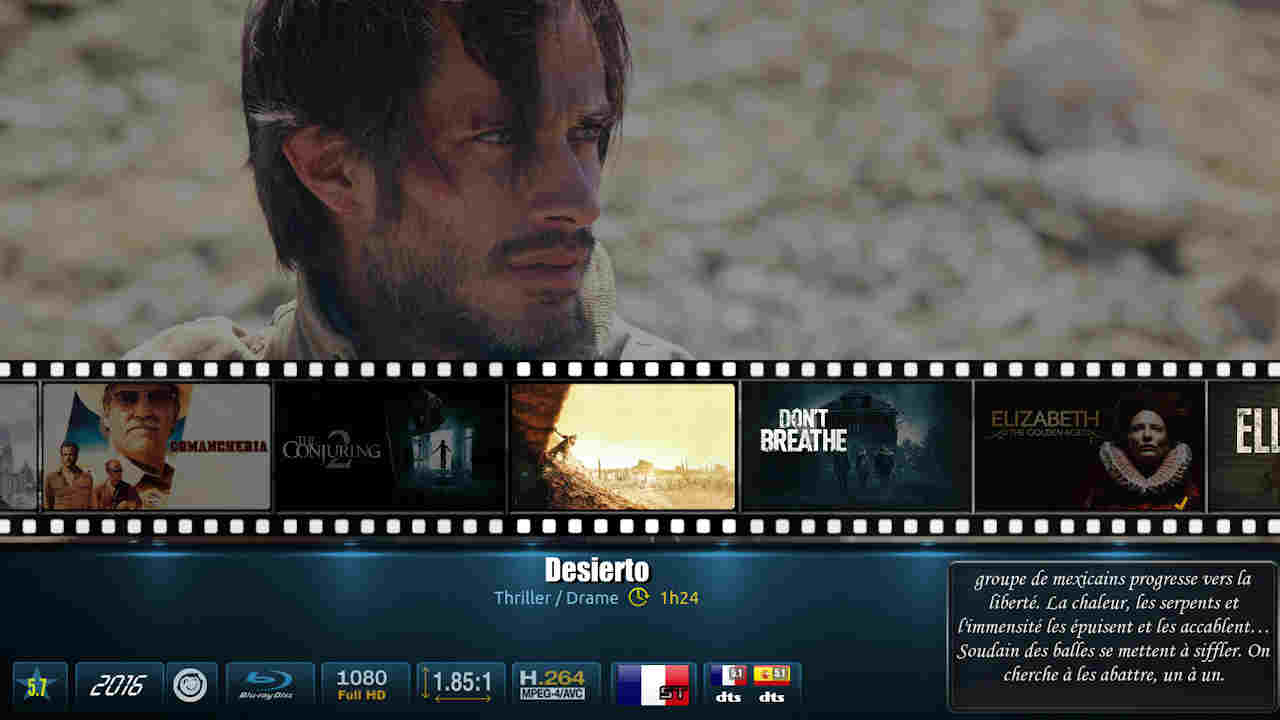 COMANCHERIA
THE
CONJURING
2
DON'T
BREATHE
ELIZABETH
THE GOLDEN AGE
ELI
Desierto
Thriller / Drame 1h24
groupe de mexicains progresse vers la
liberté. La chaleur, les serpents et
l'immensité les épuisent et les accablent…
Soudain des balles se mettent à siffler. On
cherche à les abattre, un à un.
5.7
2016
Blu-ray Disc
1080
Full HD
1.85:1
H.264
MPEG-4/AVC
ST
5.1
dts
5.1
dts